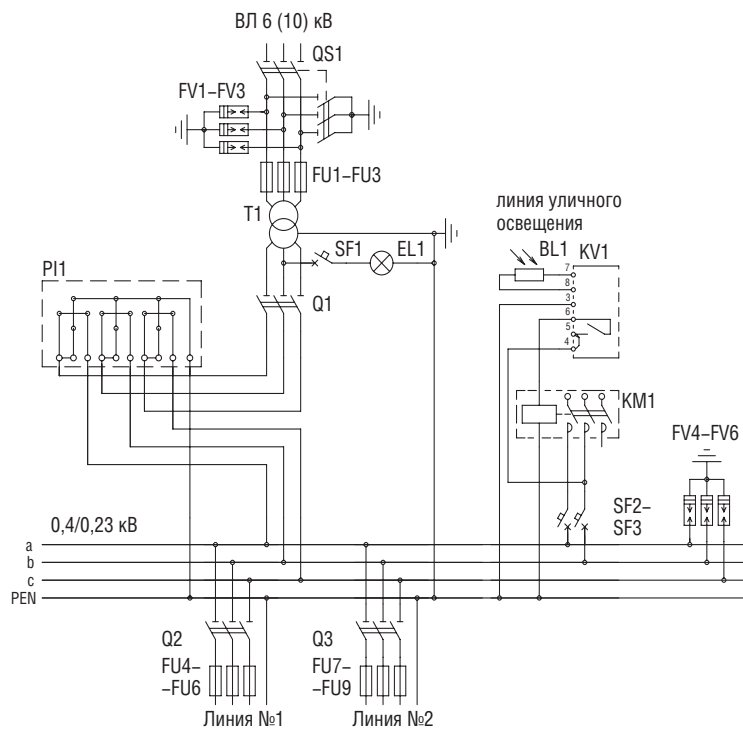 ВЛ 6 (10) кВ
QS1
FV1–FV3
FU1–FU3
T1
SF1
EL1
PI1
Q1
линия уличного
освещения
BL1
KV1
7
8
3
6
5
4
KM1
FV4–FV6
SF2–
SF3
0,4/0,23 кВ
a
b
c
PEN
Q2
Q3
FU4–
–FU6
FU7–
–FU9
Линия №1
Линия №2